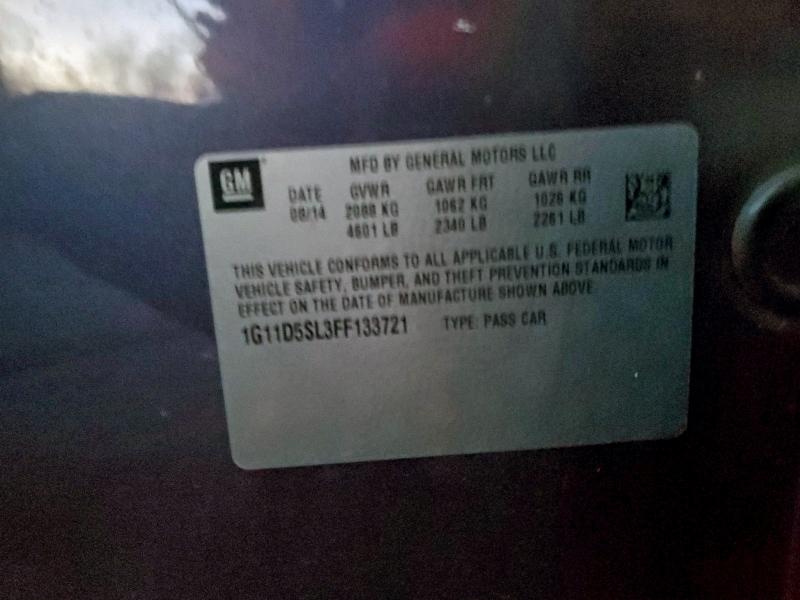 GM
MFD BY GENERAL MOTORS LLC
DATE GVWR GAWR FRT GAWR RR
08/14 2088 KG 1062 KG 1026 KG
4601 LB 2340 LB 2261 LB
THIS VEHICLE CONFORMS TO ALL APPLICABLE U.S. FEDERAL MOTOR
VEHICLE SAFETY, BUMPER, AND THEFT PREVENTION STANDARDS IN
EFFECT ON THE DATE OF MANUFACTURE SHOWN ABOVE
1G11D5SL3FF133721 TYPE: PASS CAR